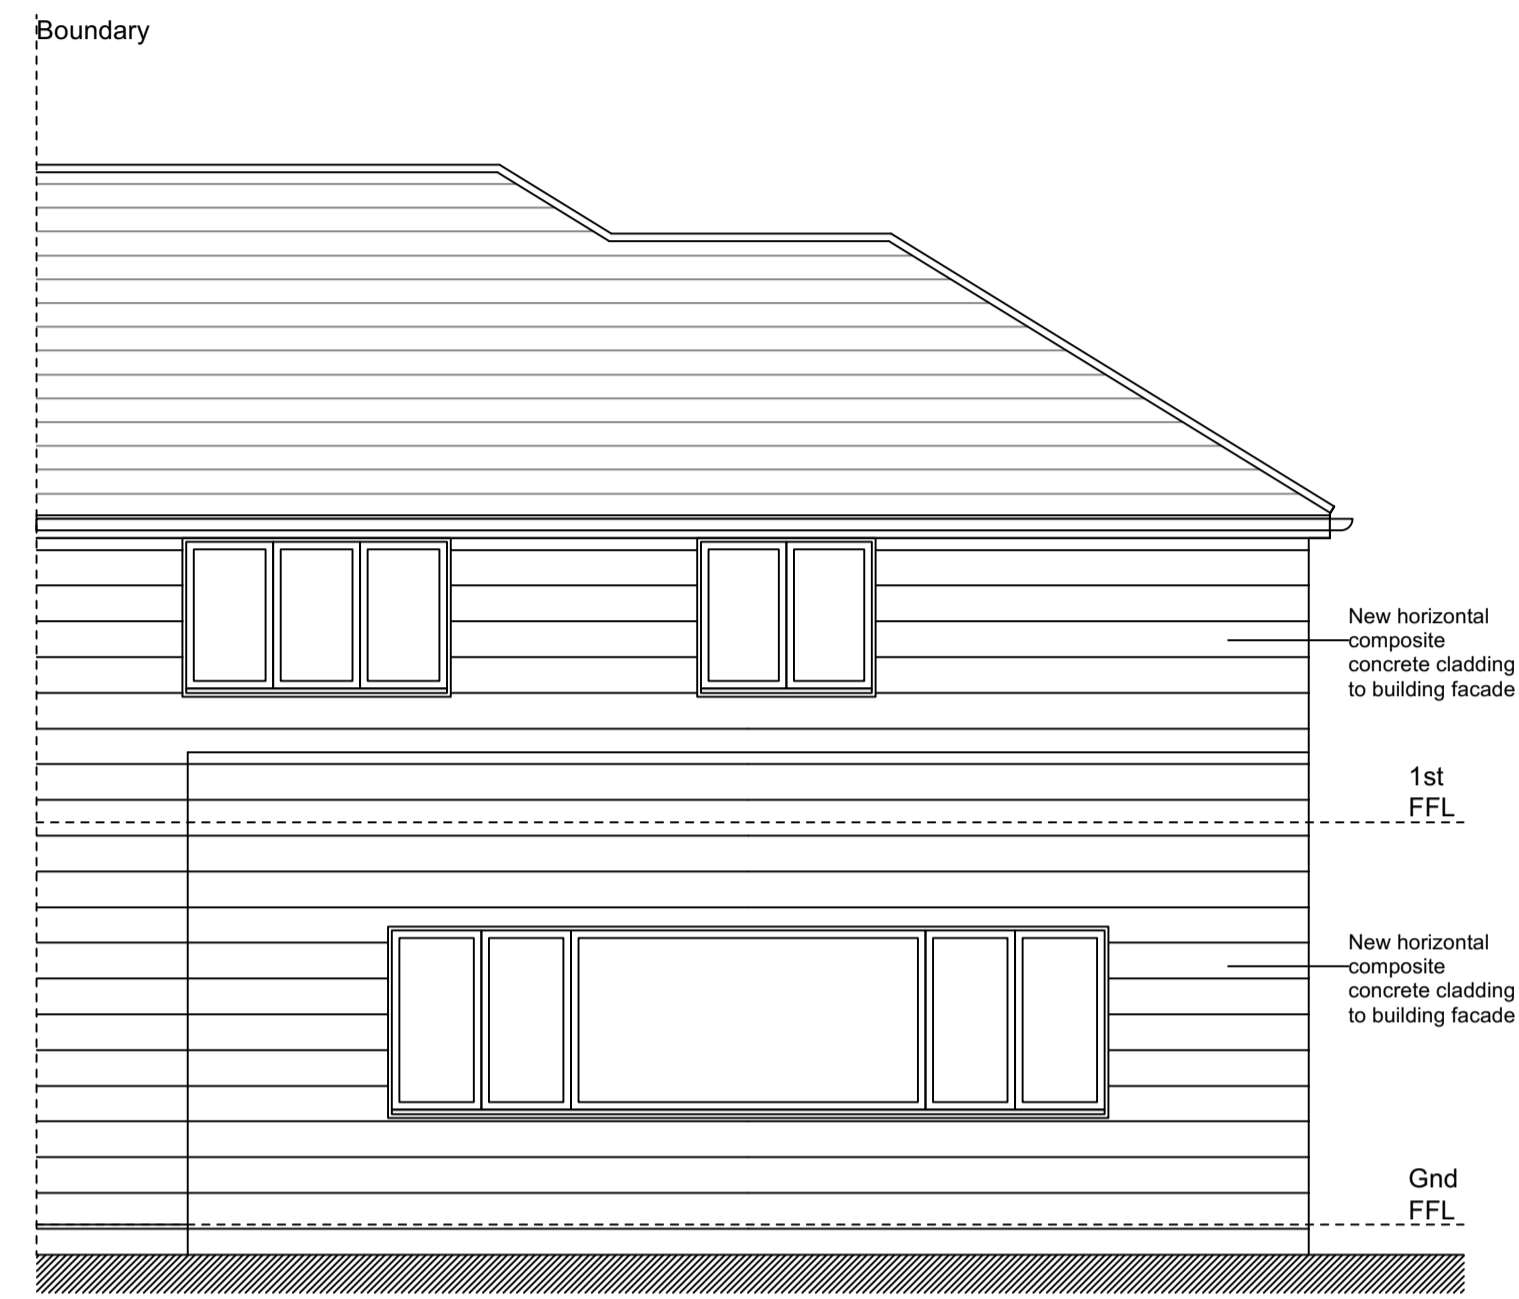 Boundary
New horizontal
composite
concrete cladding
to building facade
1st
FFL
New horizontal
composite
concrete cladding
to building facade
Gnd
FFL